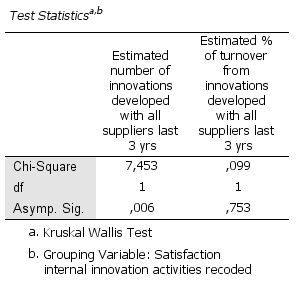 Test Statistics^a,b
Estimated number of innovations developed with all suppliers last 3 yrs
Estimated % of turnover from innovations developed with all suppliers last 3 yrs
Chi-Square 7,453 ,099
df 1 1
Asymp. Sig. ,006 ,753
a. Kruskal Wallis Test
b. Grouping Variable: Satisfaction
internal innovation activities recoded